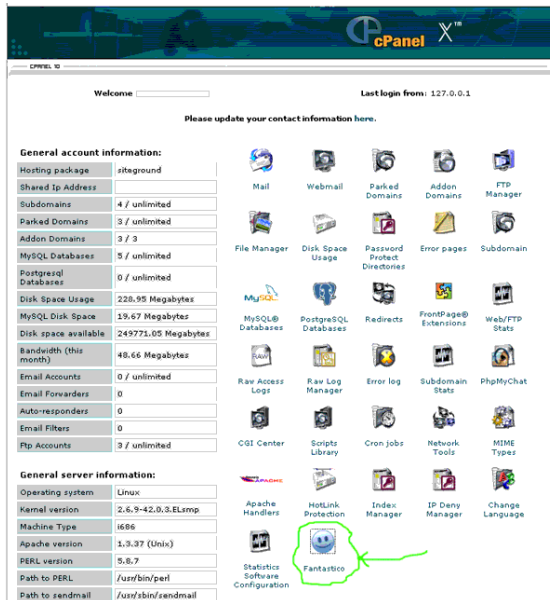 cPanel X™
CPANEL 10
Welcome
Last login from: 127.0.0.1
Please update your contact information here.
General account information:
Hosting package siteground
Shared Ip Address
Subdomains 4 / unlimited
Parked Domains 3 / unlimited
Addon Domains 3 / 3
MySQL Databases 5 / unlimited
Postgresql
Databases 0 / unlimited
Disk Space Usage 228.95 Megabytes
MySQL Disk Space 19.67 Megabytes
Disk space available 249771.05 Megabytes
Bandwidth (this
month) 48.66 Megabytes
Email Accounts 0 / unlimited
Email Forwarders 0
Auto-responders 0
Email Filters 0
Ftp Accounts 3 / unlimited
General server information:
Operating system Linux
Kernel version 2.6.9-42.0.3.ELsmp
Machine Type i686
Apache version 1.3.37 (Unix)
PERL version 5.8.7
Path to PERL /usr/bin/perl
Path to sendmail /usr/sbin/sendmail
Mail
Webmail
Parked
Domains
Addon
Domains
FTP
Manager
File Manager
Disk Space
Usage
Password
Protect
Directories
Error pages
Subdomain
MySQL
MySQL®
Databases
PostgreSQL
Databases
Redirects
FrontPage®
Extensions
Web/FTP
Stats
RAW
Raw Access
Logs
Raw Log
Manager
Error log
Subdomain
Stats
PhpMyChat
CGI Center
Scripts
Library
Cron jobs
Network
Tools
MIME
Types
APACHE
Apache
Handlers
HotLink
Protection
Index
Manager
IP Deny
Manager
Change
Language
Statistics
Software
Configuration
Fantastico